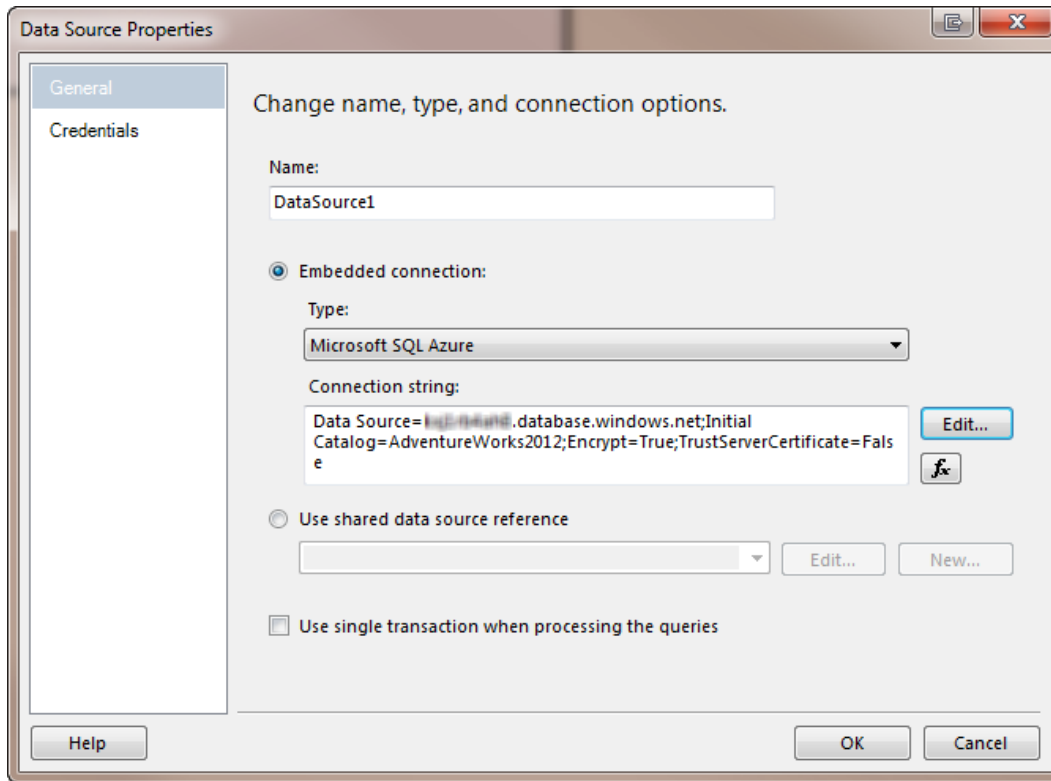 Data Source Properties
General
Credentials
Change name, type, and connection options.
Name:
DataSource1
Embedded connection:
Type:
Microsoft SQL Azure
Connection string:
Data Source=.database.windows.net;Initial
Catalog=AdventureWorks2012;Encrypt=True;TrustServerCertificate=Fals
e
Edit...
fx
Use shared data source reference
Edit...
New...
Use single transaction when processing the queries
Help
OK
Cancel